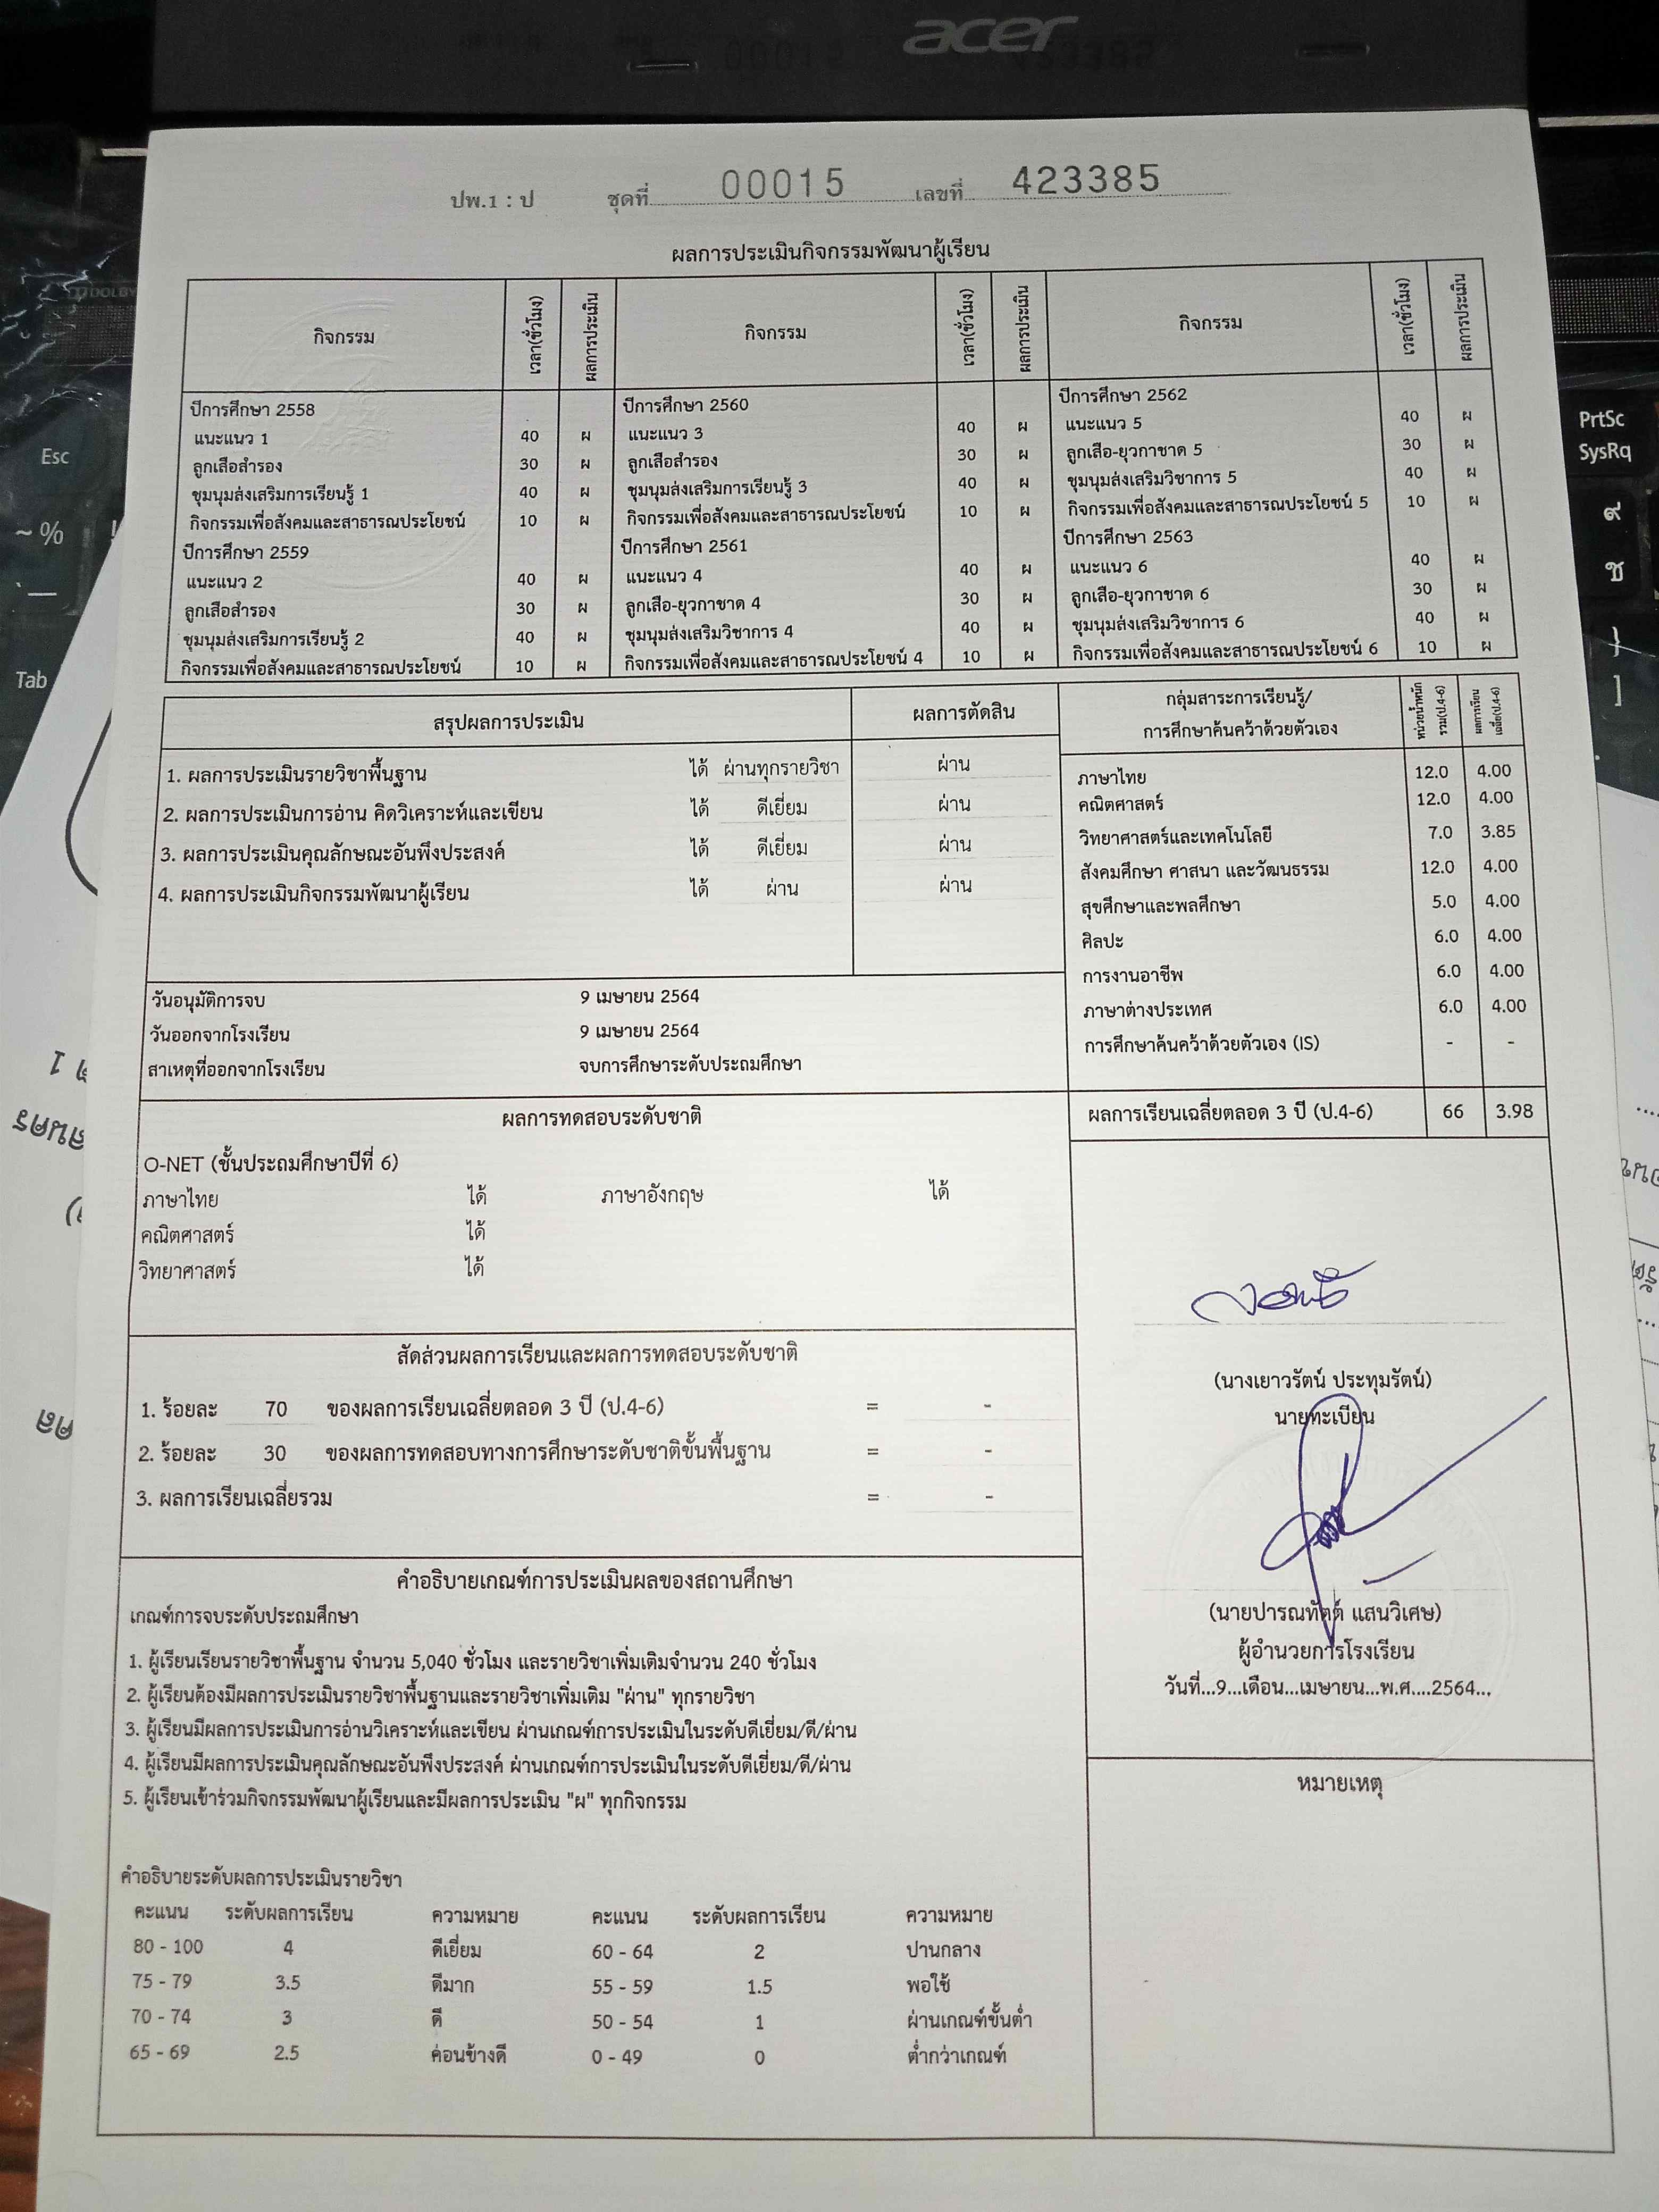 acer
ปพ.1 : ป ชุดที่ 00015 เลขที่ 423385
ผลการประเมินกิจกรรมพัฒนาผู้เรียน
กิจกรรม เวลา(ชั่วโมง) ผลการประเมิน กิจกรรม เวลา(ชั่วโมง) ผลการประเมิน กิจกรรม เวลา(ชั่วโมง) ผลการประเมิน
ปีการศึกษา 2558 ปีการศึกษา 2560 ปีการศึกษา 2562
แนะแนว 1 40 ผ แนะแนว 3 40 ผ แนะแนว 5 40 ผ
ลูกเสือสำรอง 30 ผ ลูกเสือสำรอง 30 ผ ลูกเสือ-ยุวกาชาด 5 30 ผ
ชุมนุมส่งเสริมการเรียนรู้ 1 40 ผ ชุมนุมส่งเสริมการเรียนรู้ 3 40 ผ ชุมนุมส่งเสริมวิชาการ 5 40 ผ
กิจกรรมเพื่อสังคมและสาธารณประโยชน์ 10 ผ กิจกรรมเพื่อสังคมและสาธารณประโยชน์ 10 ผ กิจกรรมเพื่อสังคมและสาธารณประโยชน์ 5 10 ผ
ปีการศึกษา 2559 ปีการศึกษา 2561 ปีการศึกษา 2563
แนะแนว 2 40 ผ แนะแนว 4 40 ผ แนะแนว 6 40 ผ
ลูกเสือสำรอง 30 ผ ลูกเสือ-ยุวกาชาด 4 30 ผ ลูกเสือ-ยุวกาชาด 6 30 ผ
ชุมนุมส่งเสริมการเรียนรู้ 2 40 ผ ชุมนุมส่งเสริมวิชาการ 4 40 ผ ชุมนุมส่งเสริมวิชาการ 6 40 ผ
กิจกรรมเพื่อสังคมและสาธารณประโยชน์ 10 ผ กิจกรรมเพื่อสังคมและสาธารณประโยชน์ 4 10 ผ กิจกรรมเพื่อสังคมและสาธารณประโยชน์ 6 10 ผ
สรุปผลการประเมิน ผลการตัดสิน
1. ผลการประเมินรายวิชาพื้นฐาน ได้ ผ่านทุกรายวิชา ผ่าน
2. ผลการประเมินการอ่าน คิดวิเคราะห์และเขียน ได้ ดีเยี่ยม ผ่าน
3. ผลการประเมินคุณลักษณะอันพึงประสงค์ ได้ ดีเยี่ยม ผ่าน
4. ผลการประเมินกิจกรรมพัฒนาผู้เรียน ได้ ผ่าน ผ่าน
วันอนุมัติการจบ 9 เมษายน 2564
วันออกจากโรงเรียน 9 เมษายน 2564
สาเหตุที่ออกจากโรงเรียน จบการศึกษาระดับประถมศึกษา
กลุ่มสาระการเรียนรู้/
การศึกษาค้นคว้าด้วยตัวเอง
หน่วยน้ำหนัก
รวม(ป.4-6)
ผลการเรียน
เฉลี่ย(ป.4-6)
ภาษาไทย 12.0 4.00
คณิตศาสตร์ 12.0 4.00
วิทยาศาสตร์และเทคโนโลยี 7.0 3.85
สังคมศึกษา ศาสนา และวัฒนธรรม 12.0 4.00
สุขศึกษาและพลศึกษา 5.0 4.00
ศิลปะ 6.0 4.00
การงานอาชีพ 6.0 4.00
ภาษาต่างประเทศ 6.0 4.00
การศึกษาค้นคว้าด้วยตัวเอง (IS) - -
ผลการเรียนเฉลี่ยตลอด 3 ปี (ป.4-6) 66 3.98
ผลการทดสอบระดับชาติ
O-NET (ชั้นประถมศึกษาปีที่ 6)
ภาษาไทย ได้ ภาษาอังกฤษ ได้
คณิตศาสตร์ ได้
วิทยาศาสตร์ ได้
สัดส่วนผลการเรียนและผลการทดสอบระดับชาติ
1. ร้อยละ 70 ของผลการเรียนเฉลี่ยตลอด 3 ปี (ป.4-6) = -
2. ร้อยละ 30 ของผลการทดสอบทางการศึกษาระดับชาติขั้นพื้นฐาน = -
3. ผลการเรียนเฉลี่ยรวม = -
(นางเยาวรัตน์ ประทุมรัตน์)
นายทะเบียน
(นายปารณทัตต์ แสนวิเศษ)
ผู้อำนวยการโรงเรียน
วันที่...9...เดือน...เมษายน...พ.ศ....2564...
หมายเหตุ
คำอธิบายเกณฑ์การประเมินผลของสถานศึกษา
เกณฑ์การจบระดับประถมศึกษา
1. ผู้เรียนเรียนรายวิชาพื้นฐาน จำนวน 5,040 ชั่วโมง และรายวิชาเพิ่มเติมจำนวน 240 ชั่วโมง
2. ผู้เรียนต้องมีผลการประเมินรายวิชาพื้นฐานและรายวิชาเพิ่มเติม "ผ่าน" ทุกรายวิชา
3. ผู้เรียนมีผลการประเมินการอ่านวิเคราะห์และเขียน ผ่านเกณฑ์การประเมินในระดับดีเยี่ยม/ดี/ผ่าน
4. ผู้เรียนมีผลการประเมินคุณลักษณะอันพึงประสงค์ ผ่านเกณฑ์การประเมินในระดับดีเยี่ยม/ดี/ผ่าน
5. ผู้เรียนเข้าร่วมกิจกรรมพัฒนาผู้เรียนและมีผลการประเมิน "ผ" ทุกกิจกรรม
คำอธิบายระดับผลการประเมินรายวิชา
คะแนน ระดับผลการเรียน ความหมาย คะแนน ระดับผลการเรียน ความหมาย
80 - 100 4 ดีเยี่ยม 60 - 64 2 ปานกลาง
75 - 79 3.5 ดีมาก 55 - 59 1.5 พอใช้
70 - 74 3 ดี 50 - 54 1 ผ่านเกณฑ์ขั้นต่ำ
65 - 69 2.5 ค่อนข้างดี 0 - 49 0 ต่ำกว่าเกณฑ์
Esc
~ %
Tab
PrtSc
SysRq
ๆ
ช
}
]